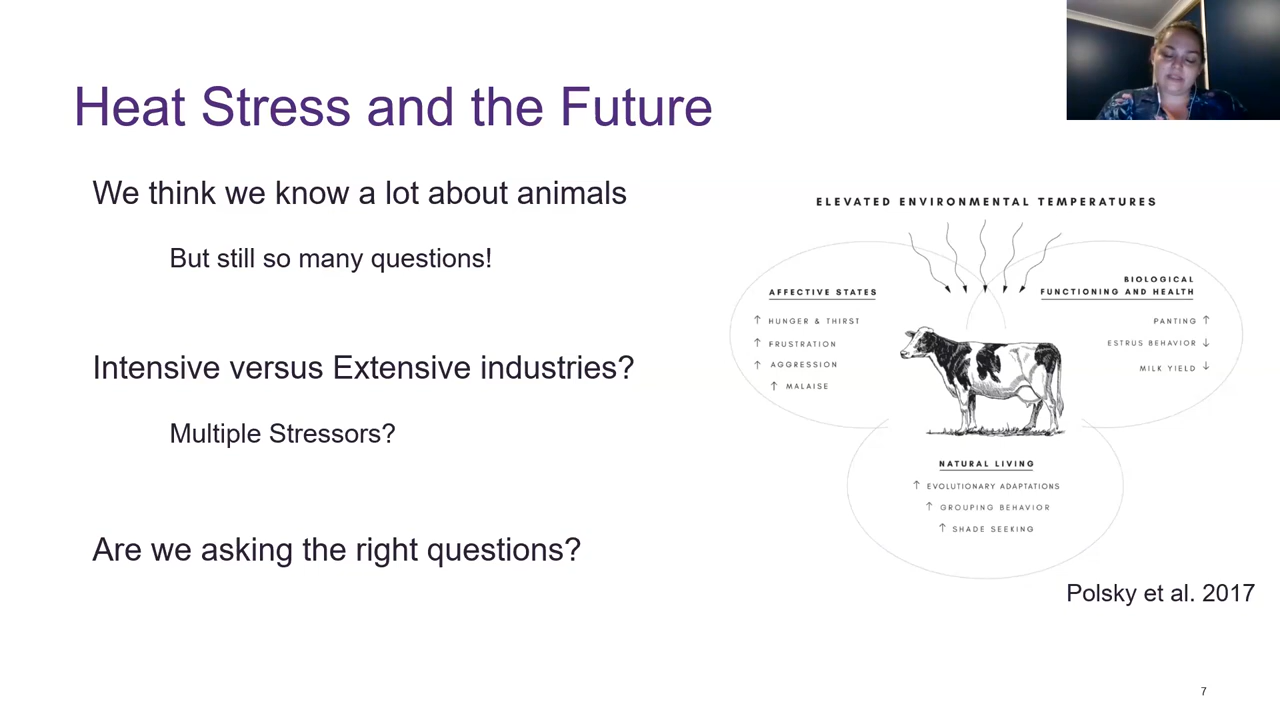 Heat Stress and the Future
We think we know a lot about animals
But still so many questions!
Intensive versus Extensive industries?
Multiple Stressors?
Are we asking the right questions?
ELEVATED ENVIRONMENTAL TEMPERATURES
AFFECTIVE STATES
↑ HUNGER & THIRST
↑ FRUSTRATION
↑ AGGRESSION
↑ MALAISE
BIOLOGICAL
FUNCTIONING AND HEALTH
PANTING ↑
ESTRUS BEHAVIOR ↓
MILK YIELD ↓
NATURAL LIVING
↑ EVOLUTIONARY ADAPTATIONS
↑ GROUPING BEHAVIOR
↑ SHADE SEEKING
Polsky et al. 2017
7